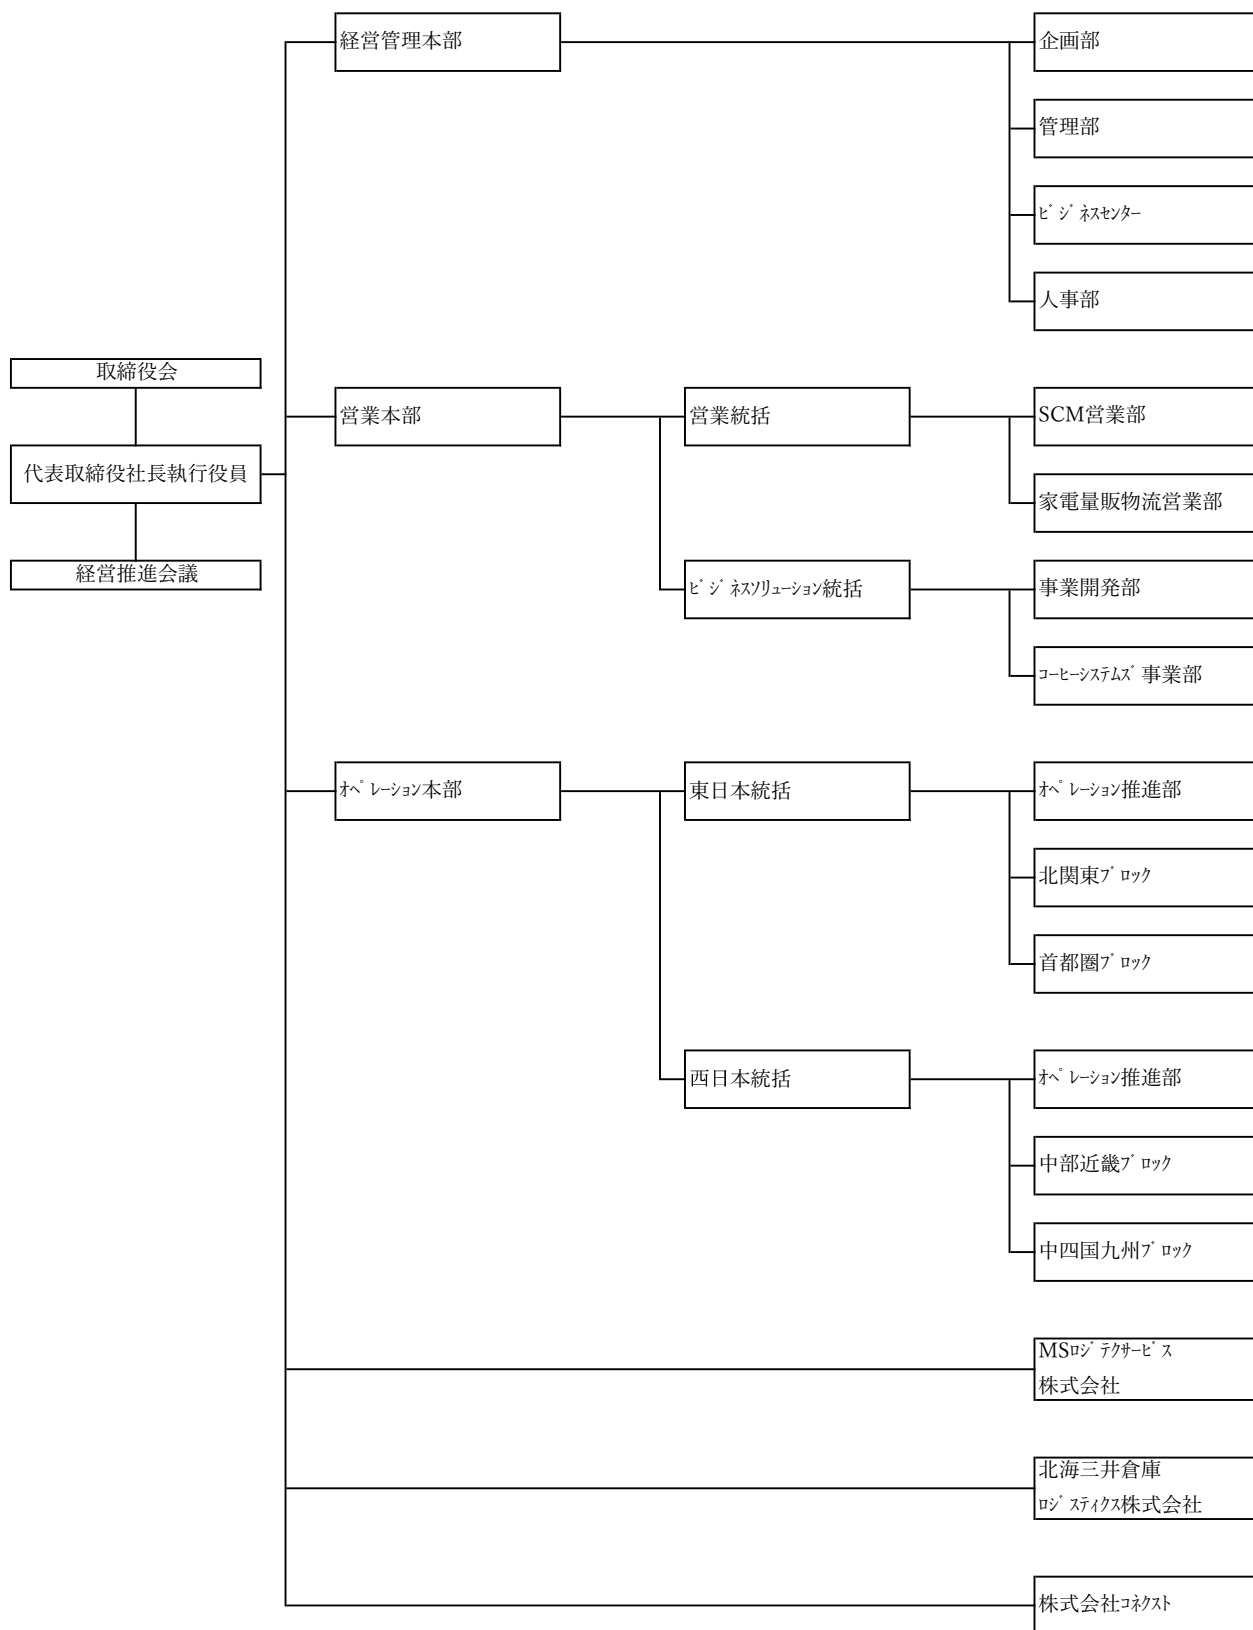 経営管理本部
企画部
管理部
ﾋﾞｼﾞﾈｽｾﾝﾀｰ
人事部
取締役会
代表取締役社長執行役員
経営推進会議
営業本部
営業統括
SCM営業部
家電量販物流営業部
ﾋﾞｼﾞﾈｽｿﾘｭｰｼｮﾝ統括
事業開発部
ｺｰﾋｰｼｽﾃﾑｽﾞ事業部
ｵﾍﾟﾚｰｼｮﾝ本部
東日本統括
ｵﾍﾟﾚｰｼｮﾝ推進部
北関東ﾌﾞﾛｯｸ
首都圏ﾌﾞﾛｯｸ
西日本統括
ｵﾍﾟﾚｰｼｮﾝ推進部
中部近畿ﾌﾞﾛｯｸ
中四国九州ﾌﾞﾛｯｸ
MSﾛｼﾞﾃｸｻｰﾋﾞｽ
株式会社
北海三井倉庫
ﾛｼﾞｽﾃｨｸｽ株式会社
株式会社ｺﾈｸｽﾄ